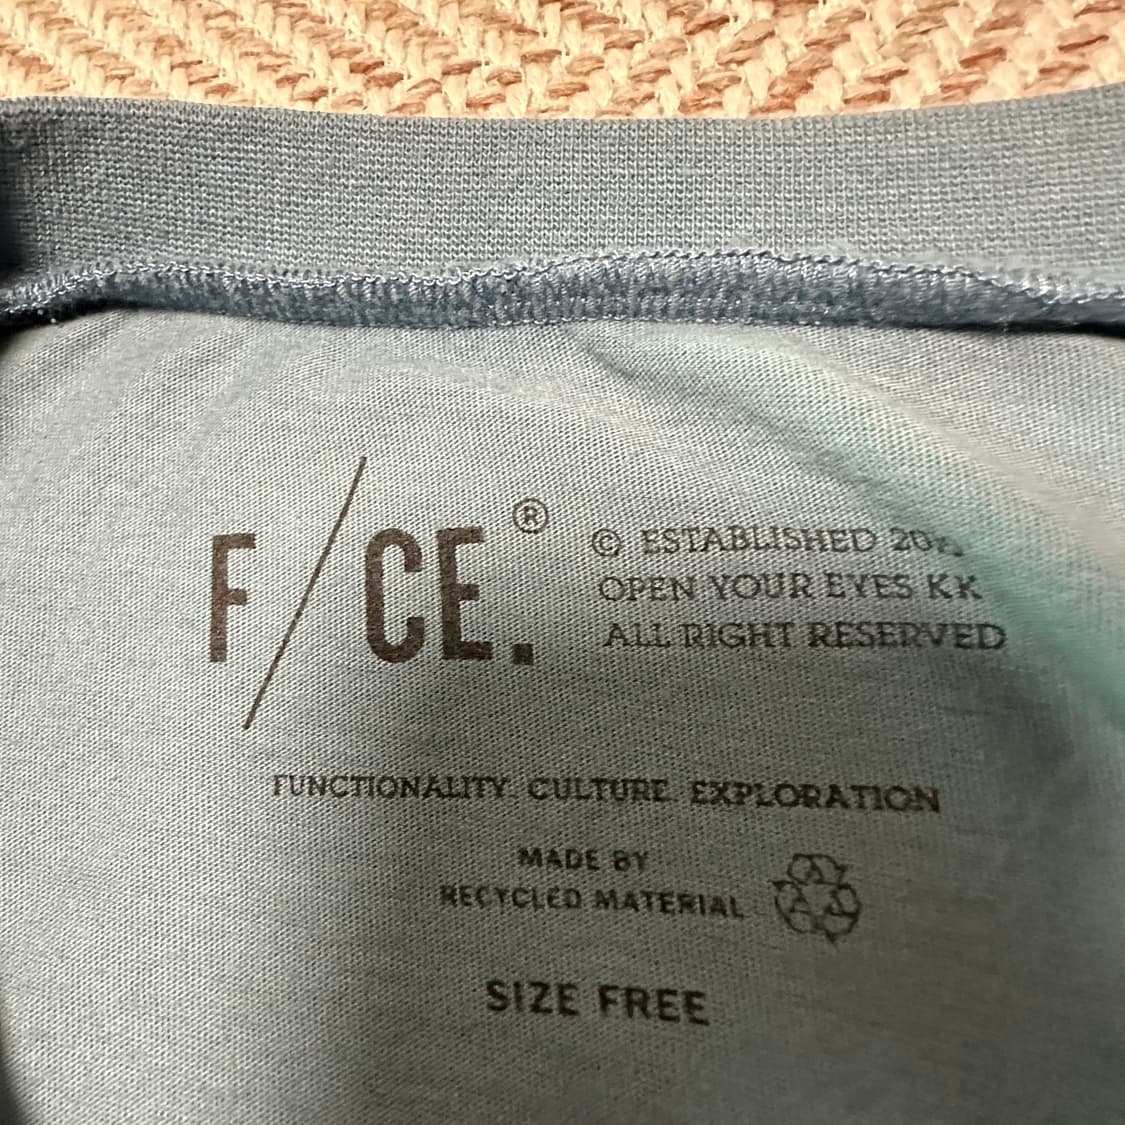 F/CE.®
© ESTABLISHED
OPEN YOUR EYES KK
ALL RIGHT RESERVED
FUNCTIONALITY. CULTURE. EXPLORATION
MADE BY
RECYCLED MATERIAL
SIZE FREE